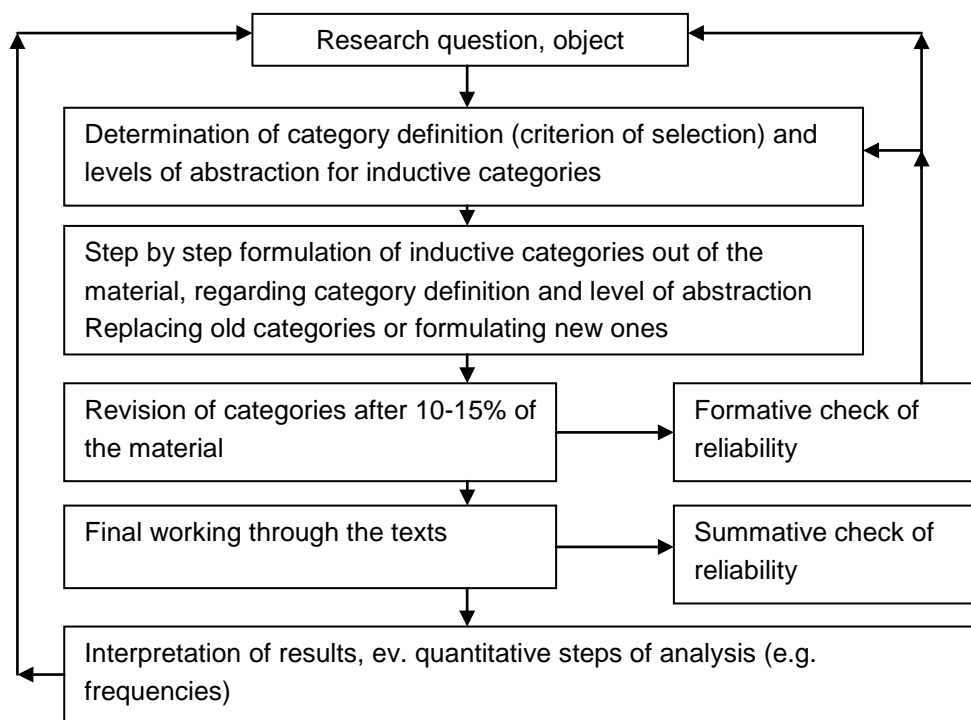 Research question, object
Determination of category definition (criterion of selection) and
levels of abstraction for inductive categories
Step by step formulation of inductive categories out of the
material, regarding category definition and level of abstraction
Replacing old categories or formulating new ones
Revision of categories after 10-15% of
the material
Formative check of
reliability
Final working through the texts
Summative check of
reliability
Interpretation of results, ev. quantitative steps of analysis (e.g.
frequencies)